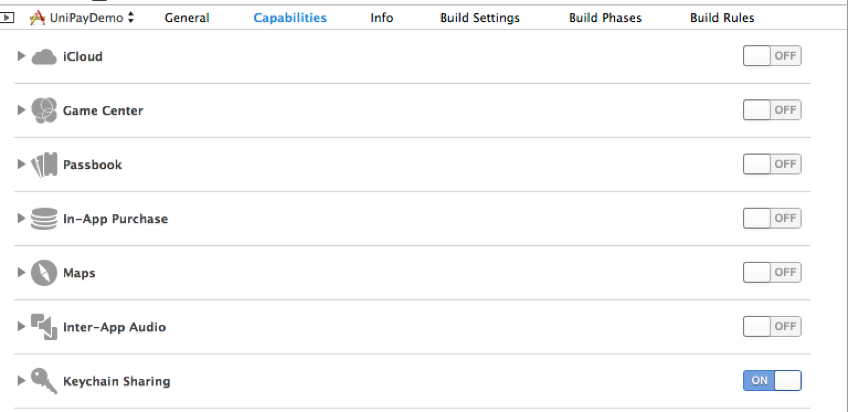 UniPayDemo General Capabilities Info Build Settings Build Phases Build Rules
iCloud OFF
Game Center OFF
Passbook OFF
In-App Purchase OFF
Maps OFF
Inter-App Audio OFF
Keychain Sharing ON